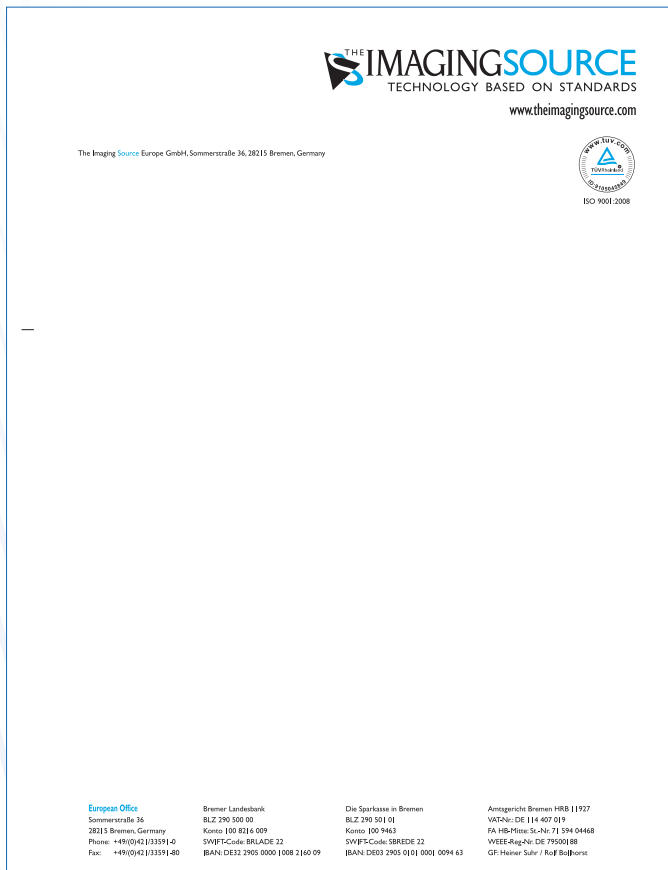 THE IMAGINGSOURCE
TECHNOLOGY BASED ON STANDARDS
www.theimagingsource.com
The Imaging Source Europe GmbH, Sommerstraße 36, 28215 Bremen, Germany
www.tuv.com
TÜVRheinland
ID:9105043845
ISO 9001:2008
European Office
Sommerstraße 36
28215 Bremen, Germany
Phone: +49/(0)421/33591-0
Fax: +49/(0)421/33591-80
Bremer Landesbank
BLZ 290 500 00
Konto 100 8216 009
SWIFT-Code: BRLADE 22
IBAN: DE32 2905 0000 1008 2160 09
Die Sparkasse in Bremen
BLZ 290 501 01
Konto 100 9463
SWIFT-Code: SBREDE 22
IBAN: DE03 2905 0101 0001 0094 63
Amtsgericht Bremen HRB 11927
VAT-Nr.: DE 114 407 019
FA HB-Mitte: St.-Nr. 71 594 04468
WEEE-Reg-Nr. DE 79500188
GF: Heiner Suhr / Rolf Bollhorst